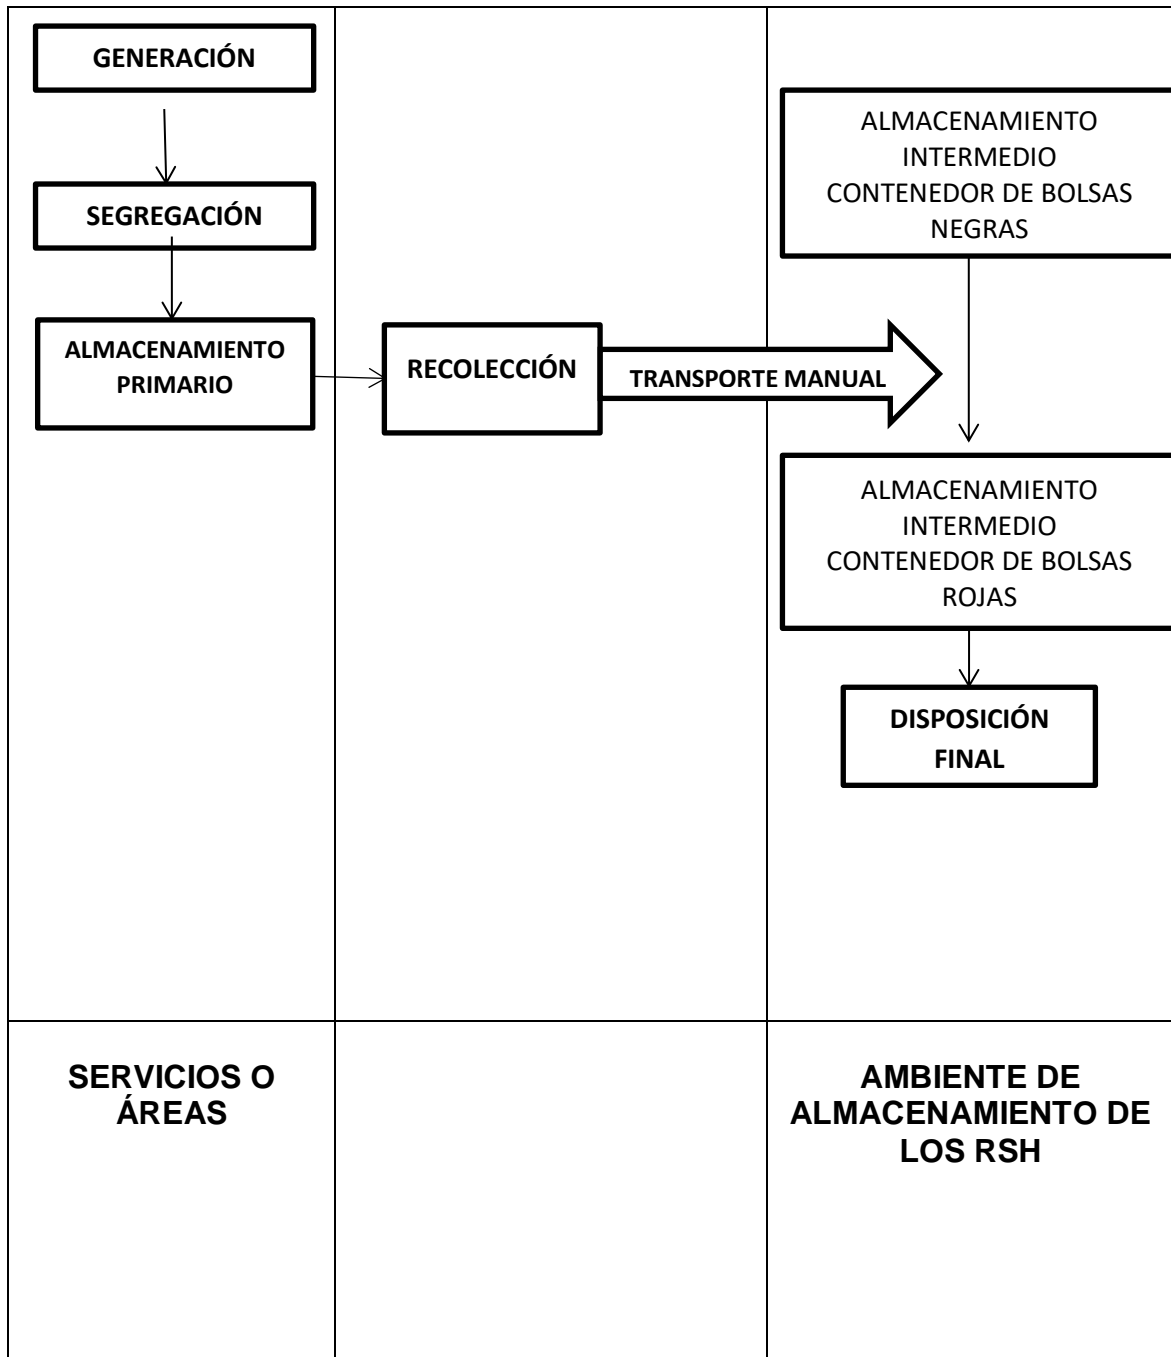 GENERACIÓN
SEGREGACIÓN
ALMACENAMIENTO
PRIMARIO
RECOLECCIÓN
TRANSPORTE MANUAL
ALMACENAMIENTO
INTERMEDIO
CONTENEDOR DE BOLSAS
NEGRAS
ALMACENAMIENTO
INTERMEDIO
CONTENEDOR DE BOLSAS
ROJAS
DISPOSICIÓN
FINAL
SERVICIOS O
ÁREAS
AMBIENTE DE
ALMACENAMIENTO DE
LOS RSH